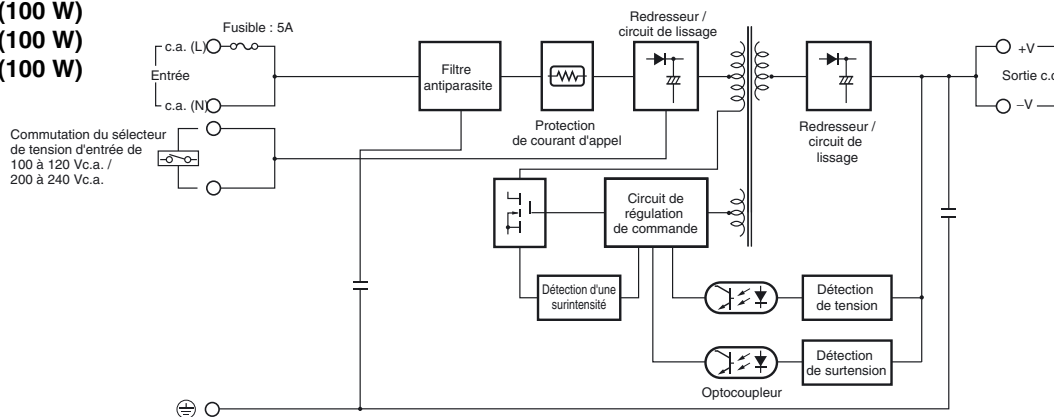 (100 W)
(100 W)
(100 W)
Fusible : 5A
c.a. (L)
Entrée
c.a. (N)
Commutation du sélecteur
de tension d'entrée de
100 à 120 Vc.a. /
200 à 240 Vc.a.
Filtre
antiparasite
Protection
de courant d'appel
Redresseur /
circuit de lissage
Redresseur /
circuit de
lissage
+V
Sortie c.c
–V
Circuit de
régulation
de commande
Détection d'une
surintensité
Détection
de tension
Détection
de surtension
Optocoupleur